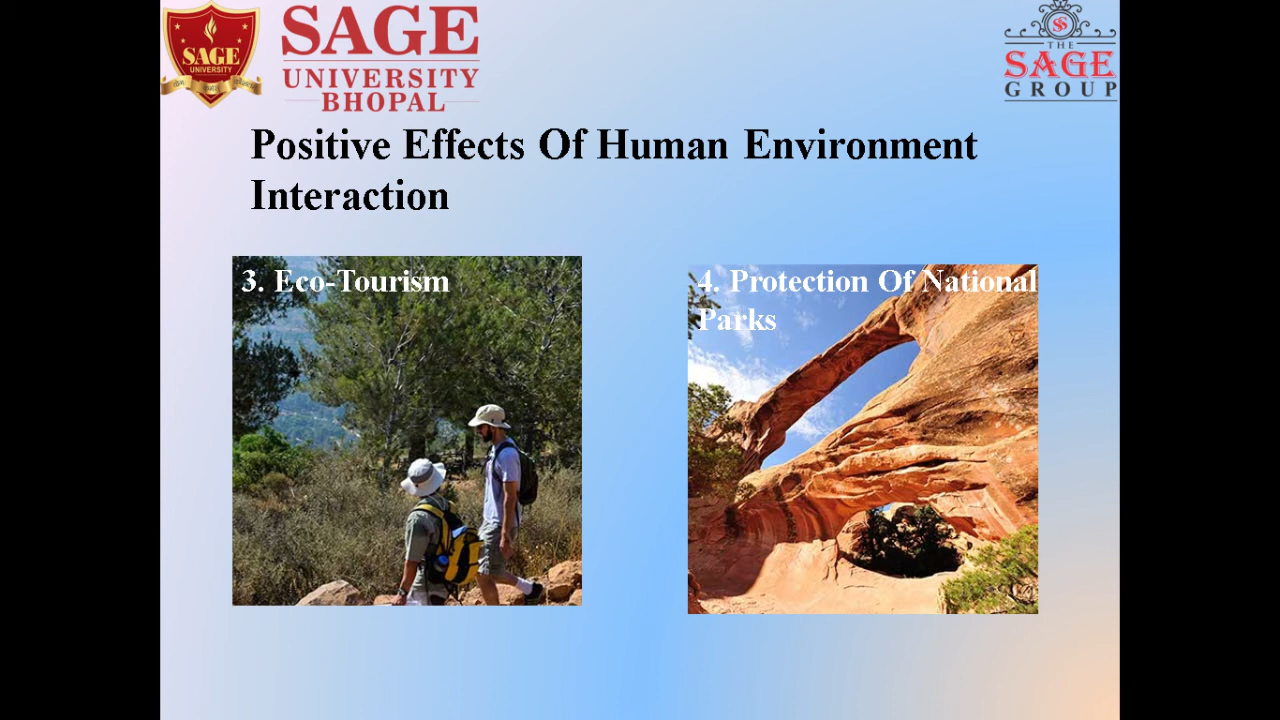 SAGE
UNIVERSITY
SAGE
UNIVERSITY
BHOPAL
THE
SAGE
GROUP
Positive Effects Of Human Environment
Interaction
3. Eco-Tourism
4. Protection Of National
Parks